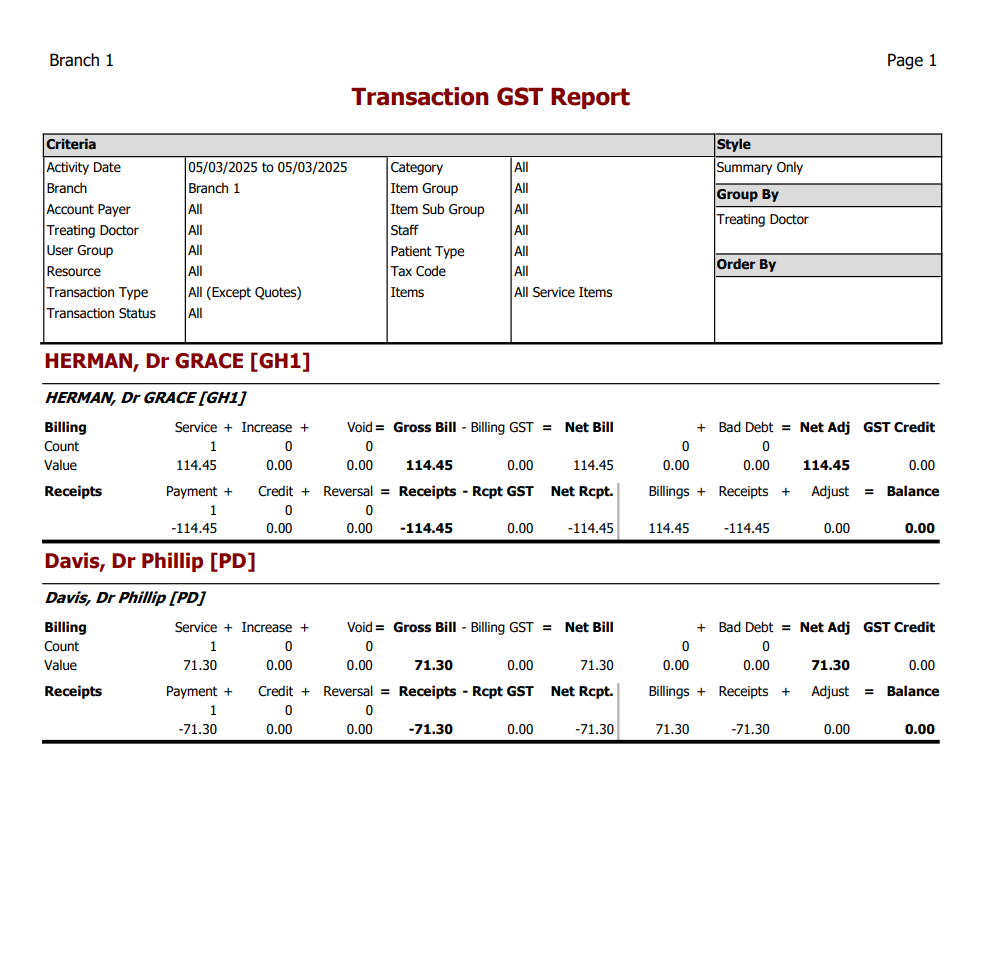 Branch 1 Page 1
Transaction GST Report
Criteria Style
Activity Date 05/03/2025 to 05/03/2025 Category All Summary Only
Branch Branch 1 Item Group All Group By
Account Payer All Item Sub Group All Treating Doctor
Treating Doctor All Staff All
User Group All Patient Type All
Resource All Tax Code All Order By
Transaction Type All (Except Quotes) Items All Service Items
Transaction Status All
HERMAN, Dr GRACE [GH1]
HERMAN, Dr GRACE [GH1]
Billing Service + Increase + Void = Gross Bill - Billing GST = Net Bill + Bad Debt = Net Adj GST Credit
Count 1 0 0 0 0
Value 114.45 0.00 0.00 114.45 0.00 114.45 0.00 0.00 114.45 0.00
Receipts Payment + Credit + Reversal = Receipts - Rcpt GST Net Rcpt. Billings + Receipts + Adjust = Balance
1 0 0
-114.45 0.00 0.00 -114.45 0.00 -114.45 114.45 -114.45 0.00 0.00
Davis, Dr Phillip [PD]
Davis, Dr Phillip [PD]
Billing Service + Increase + Void = Gross Bill - Billing GST = Net Bill + Bad Debt = Net Adj GST Credit
Count 1 0 0 0 0
Value 71.30 0.00 0.00 71.30 0.00 71.30 0.00 0.00 71.30 0.00
Receipts Payment + Credit + Reversal = Receipts - Rcpt GST Net Rcpt. Billings + Receipts + Adjust = Balance
1 0 0
-71.30 0.00 0.00 -71.30 0.00 -71.30 71.30 -71.30 0.00 0.00